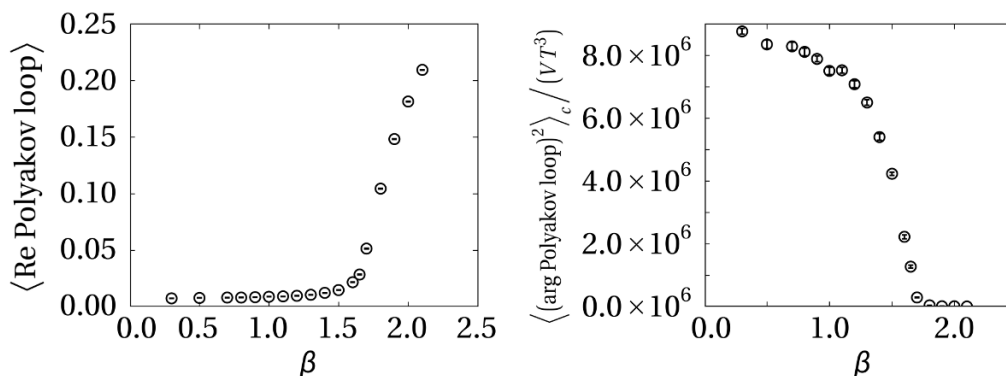 ⟨Re Polyakov loop⟩
0.25
0.20
0.15
0.10
0.05
0.00
0.0 0.5 1.0 1.5 2.0 2.5
β
⟨(arg Polyakov loop)²⟩_c / (VT³)
8.0×10⁶
6.0×10⁶
4.0×10⁶
2.0×10⁶
0.0×10⁶
0.0 1.0 2.0
β